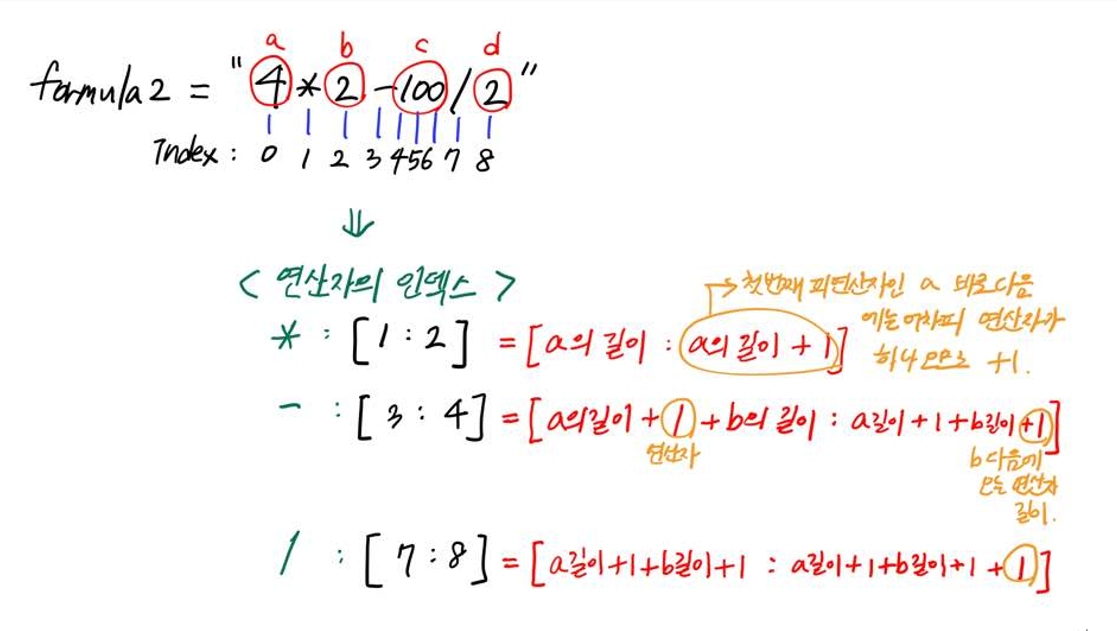 a b c d
formula2 = "4*2-100/2"
Index : 0 1 2 3 4 5 6 7 8
⇓
< 연산자의 인덱스 >
→ 첫번째 피연산자인 a 바로다음
에는 어차피 연산자가
하나 므로 +1.
* : [1:2] = [a의 길이 : a의 길이 + 1]
- : [3:4] = [a의길이 + 1 + b의 길이 : a길이+1+b길이+1]
연산자
b다음에
오는 연산자
길이.
/ : [7:8] = [a길이+1+b길이+1 : a길이+1+b길이+1+1]